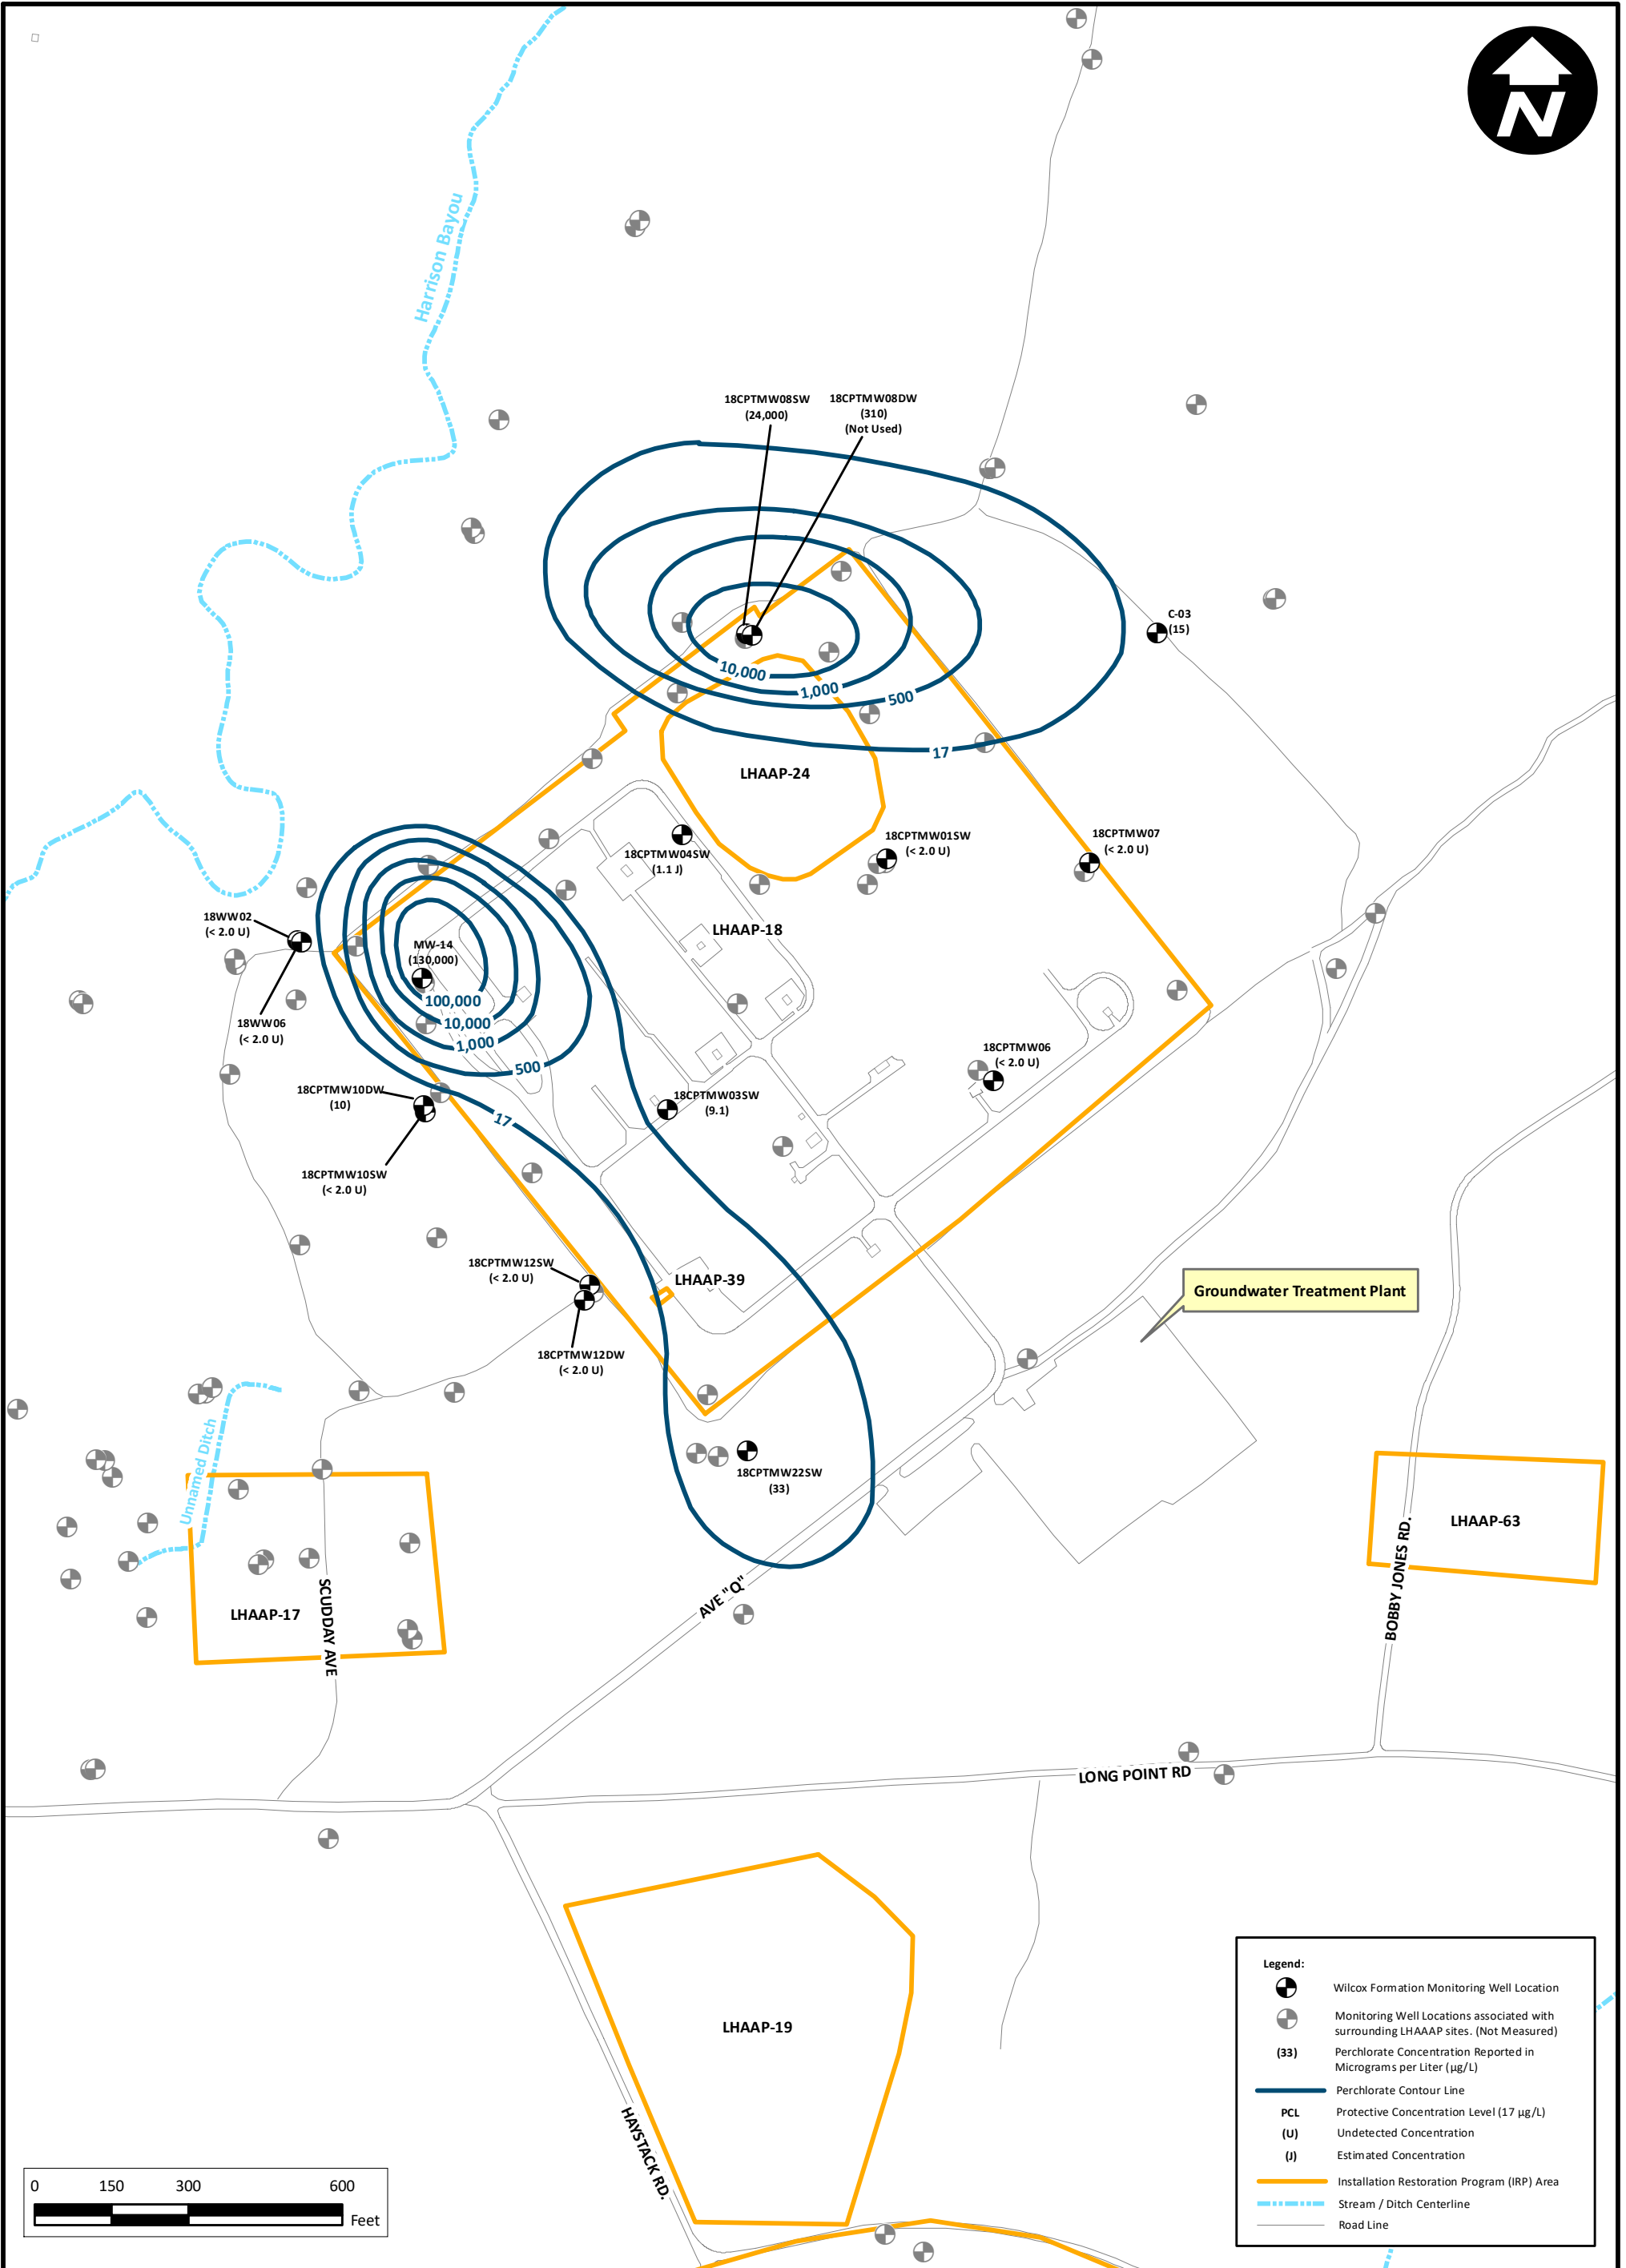 N
Harrison Bayou
18CPTMW08SW
(24,000)
18CPTMW08DW
(310)
(Not Used)
C-03
(15)
10,000
1,000
500
17
LHAAP-24
18CPTMW04SW
(1.1 J)
18CPTMW01SW
(< 2.0 U)
18CPTMW07
(< 2.0 U)
18WW02
(< 2.0 U)
LHAAP-18
MW-14
(130,000)
100,000
10,000
1,000
500
17
18WW06
(< 2.0 U)
18CPTMW06
(< 2.0 U)
18CPTMW10DW
(10)
18CPTMW03SW
(9.1)
18CPTMW10SW
(< 2.0 U)
18CPTMW12SW
(< 2.0 U)
LHAAP-39
Groundwater Treatment Plant
18CPTMW12DW
(< 2.0 U)
Unnamed Ditch
18CPTMW22SW
(33)
LHAAP-63
BOBBY JONES RD.
LHAAP-17
SCUDDAY AVE
AVE "Q"
LONG POINT RD
LHAAP-19
HAYSTACK RD.
Legend:
Wilcox Formation Monitoring Well Location
Monitoring Well Locations associated with
surrounding LHAAAP sites. (Not Measured)
(33) Perchlorate Concentration Reported in
Micrograms per Liter (µg/L)
Perchlorate Contour Line
PCL Protective Concentration Level (17 µg/L)
(U) Undetected Concentration
(J) Estimated Concentration
Installation Restoration Program (IRP) Area
Stream / Ditch Centerline
Road Line
0 150 300 600
Feet